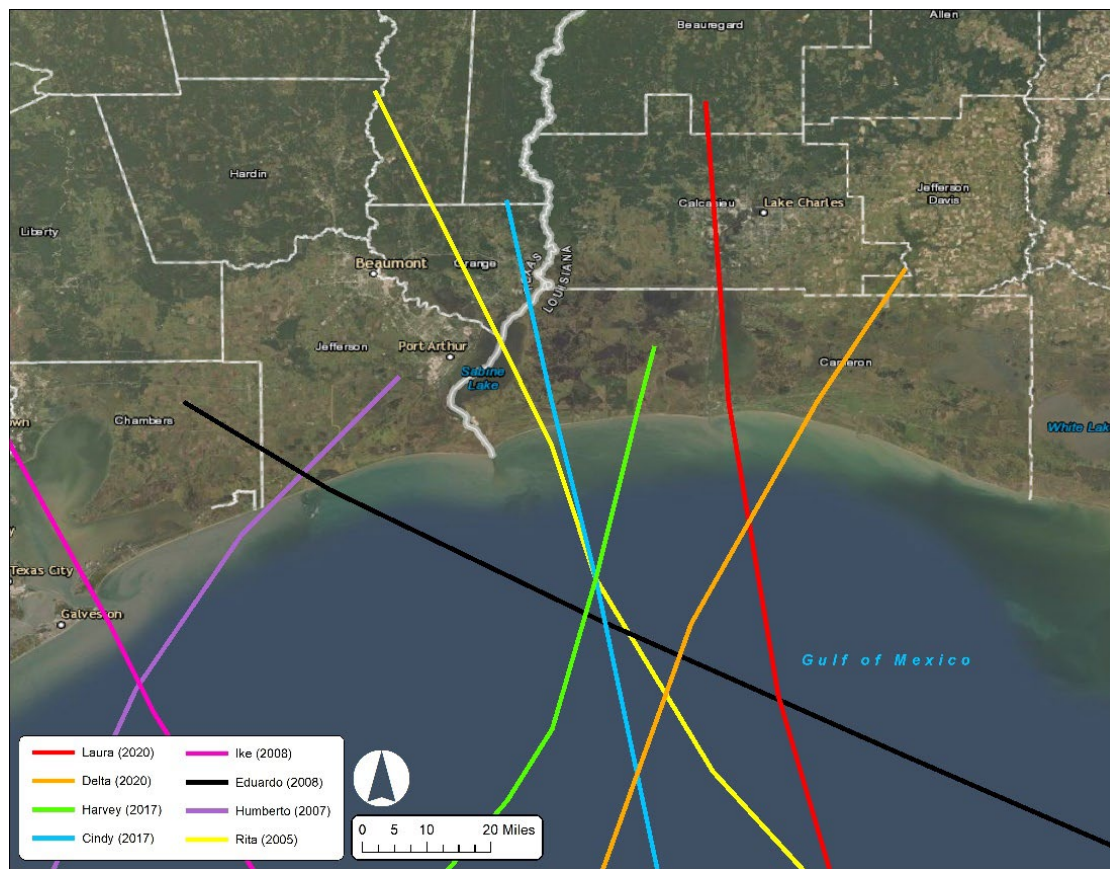 Beauregard
Allen
Hardin
Jefferson
Davis
Calcasieu
Lake Charles
Liberty
TEXAS
LOUISIANA
Beaumont
Orange
Jefferson
Port Arthur
Sabine
Lake
Cameron
Chambers
White Lak
wn
y
Texas City
Galveston
Gulf of Mexico
Laura (2020)
Ike (2008)
Delta (2020)
Eduardo (2008)
Harvey (2017)
Humberto (2007)
Cindy (2017)
Rita (2005)
0 5 10 20 Miles